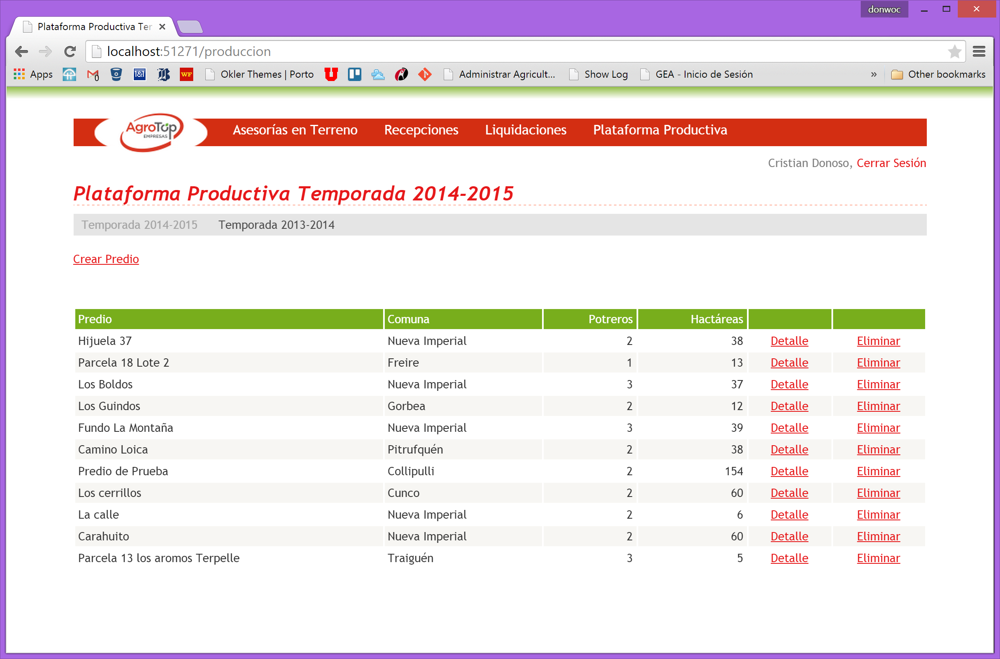 donwoc
Plataforma Productiva Ter
localhost:51271/produccion
Apps 0 1&1 WF Okler Themes | Porto Administrar Agricult... Show Log GEA - Inicio de Sesión » Other bookmarks
AgroTop
EMPRESAS
Asesorías en Terreno Recepciones Liquidaciones Plataforma Productiva
Cristian Donoso, Cerrar Sesión
Plataforma Productiva Temporada 2014-2015
Temporada 2014-2015 Temporada 2013-2014
Crear Predio
Predio Comuna Potreros Hactáreas
Hijuela 37 Nueva Imperial 2 38 Detalle Eliminar
Parcela 18 Lote 2 Freire 1 13 Detalle Eliminar
Los Boldos Nueva Imperial 3 37 Detalle Eliminar
Los Guindos Gorbea 2 12 Detalle Eliminar
Fundo La Montaña Nueva Imperial 3 39 Detalle Eliminar
Camino Loica Pitrufquén 2 38 Detalle Eliminar
Predio de Prueba Collipulli 2 154 Detalle Eliminar
Los cerrillos Cunco 2 60 Detalle Eliminar
La calle Nueva Imperial 2 6 Detalle Eliminar
Carahuito Nueva Imperial 2 60 Detalle Eliminar
Parcela 13 los aromos Terpelle Traiguén 3 5 Detalle Eliminar